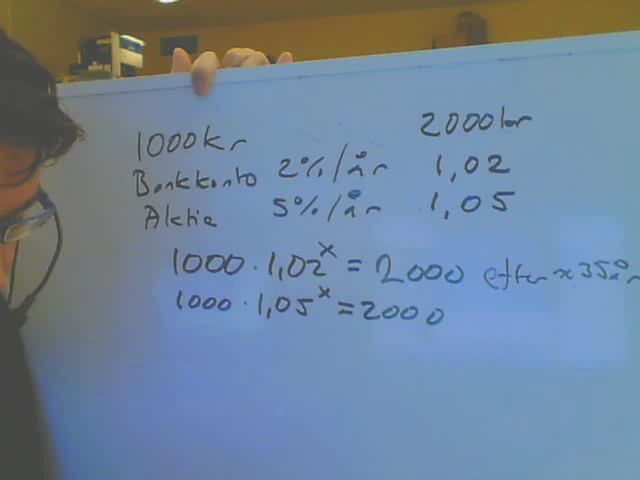 1000kr 2000kr
Bankkonto 2%/år 1,02
Aktie 5%/år 1,05
1000 · 1,02^x = 2000 efter ≈ 35år
1000 · 1,05^x = 2000